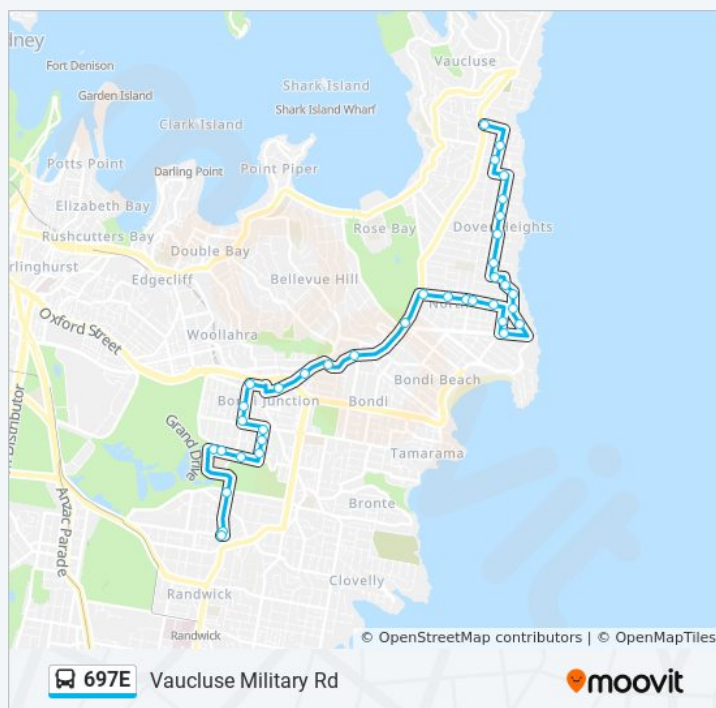 dney
Vaucluse
Fort Denison
Shark Island
Garden Island
Shark Island Wharf
Clark Island
Potts Point
Darling Point
Point Piper
Elizabeth Bay
Rose Bay
Dover Heights
Rushcutters Bay
Double Bay
rlinghurst
Edgecliff
Bellevue Hill
North
Oxford Street
Woollahra
Bondi Beach
n Distributor
Bondi Junction
Bondi
Grand Drive
Tamarama
Anzac Parade
Bronte
Clovelly
Randwick
Randwick
© OpenStreetMap contributors | © OpenMapTiles
697E Vaucluse Military Rd
moovit